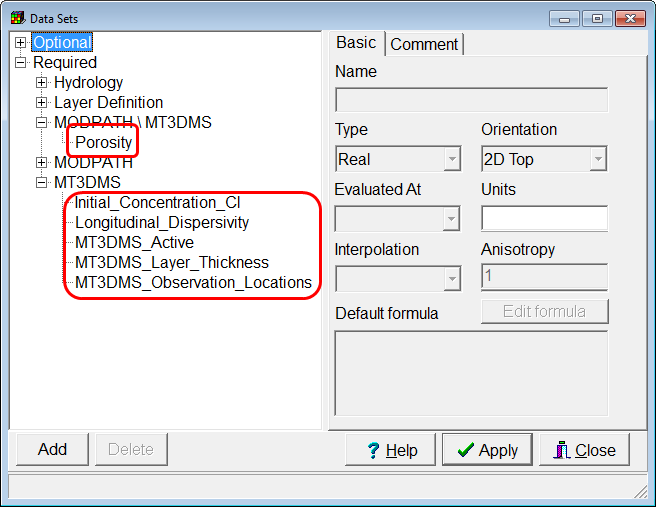 Data Sets
Optional
Required
Hydrology
Layer Definition
MODPATH \ MT3DMS
Porosity
MODPATH
MT3DMS
Initial_Concentration_Cl
Longitudinal_Dispersivity
MT3DMS_Active
MT3DMS_Layer_Thickness
MT3DMS_Observation_Locations
Add
Delete
Basic
Comment
Name
Type
Orientation
Real
2D Top
Evaluated At
Units
Interpolation
Anisotropy
1
Default formula
Edit formula
? Help
Apply
Close